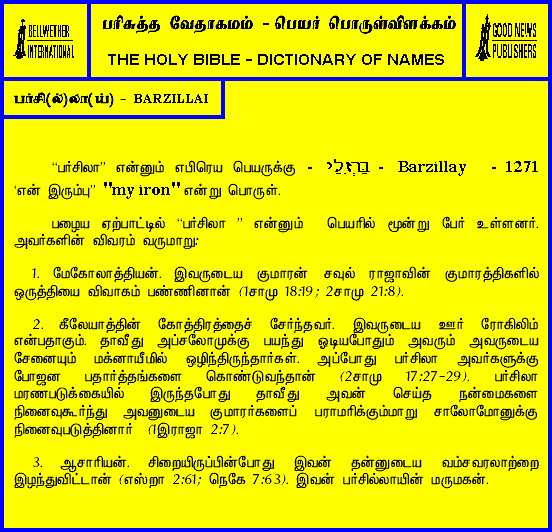 BELLWETHER
INTERNATIONAL
பரிசுத்த வேதாகமம் - பெயர் பொருள்விளக்கம்
THE HOLY BIBLE - DICTIONARY OF NAMES
GOOD NEWS
PUBLISHERS
பர்சி(ல்)லா(ய்) - BARZILLAI
“பர்சிலா” என்னும் எபிரெய பெயருக்கு - בַּרְזִלַּי - Barzillay - 1271
‘என் இரும்பு” "my iron" என்று பொருள்.
பழைய ஏற்பாட்டில் “பர்சிலா ” என்னும் பெயரில் மூன்று பேர் உள்ளனர்.
அவர்களின் விவரம் வருமாறு:
1. மேகோலாத்தியன். இவருடைய குமாரன் சவுல் ராஜாவின் குமாரத்திகளில்
ஒருத்தியை விவாகம் பண்ணினான் (1சாமு 18:19; 2சாமு 21:8).
2. கீலேயாத்தின் கோத்திரத்தைச் சேர்ந்தவர். இவருடைய ஊர் ரோகிலிம்
என்பதாகும். தாவீது அப்சலோமுக்கு பயந்து ஓடியபோதும் அவரும் அவருடைய
சேனையும் மக்னாயீமில் ஒழிந்திருந்தார்கள். அப்போது பர்சிலா அவர்களுக்கு
போஜன பதார்த்தங்களை கொண்டுவந்தான் (2சாமு 17:27-29). பர்சிலா
மரணபடுக்கையில் இருந்தபோது தாவீது அவன் செய்த நன்மைகளை
நினைவுகூர்ந்து அவனுடைய குமாரர்களைப் பராமரிக்கும்மாறு சாலோமோனுக்கு
நினைவுபடுத்தினார் (1இராஜா 2:7).
3. ஆசாரியன். சிறையிருப்பின்போது இவன் தன்னுடைய வம்சவரலாற்றை
இழந்துவிட்டான் (எஸ்றா 2:61; நெகே 7:63). இவன் பர்சில்லாயின் மருமகன்.